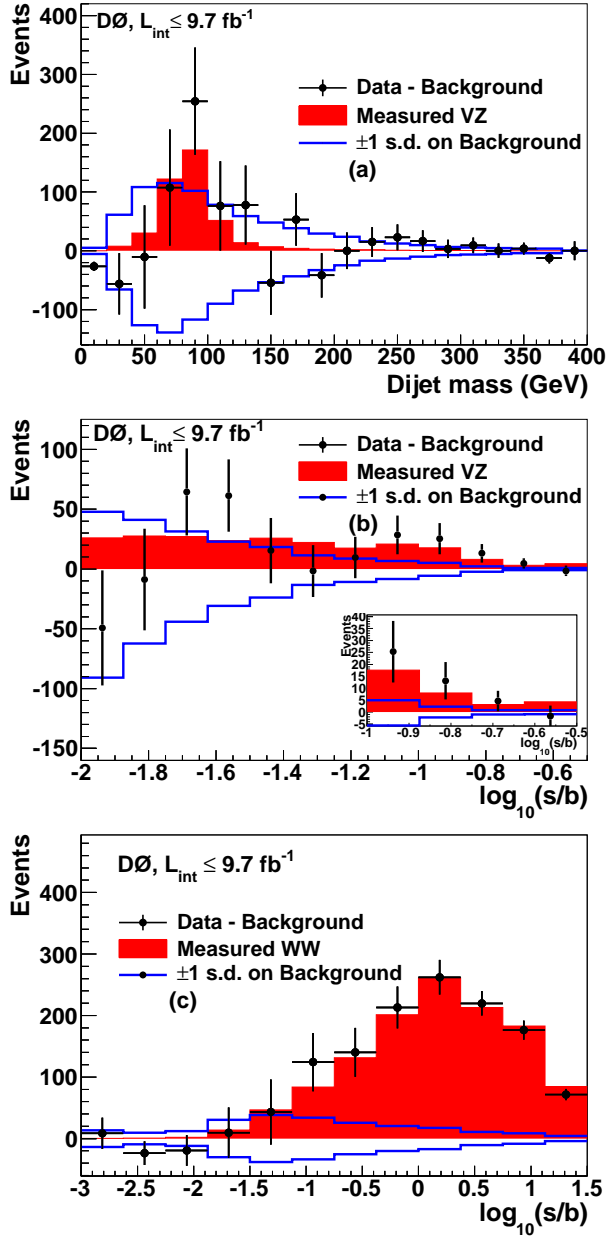 DØ, L_int ≤ 9.7 fb⁻¹
Events
400
300
200
100
0
-100
Data - Background
Measured VZ
±1 s.d. on Background
(a)
0 50 100 150 200 250 300 350 400
Dijet mass (GeV)
DØ, L_int ≤ 9.7 fb⁻¹
Events
100
50
0
-50
-100
-150
Data - Background
Measured VZ
±1 s.d. on Background
(b)
Events
40
35
30
25
20
15
10
5
0
-5
-1 -0.9 -0.8 -0.7 -0.6 -0.5
log₁₀(s/b)
-2 -1.8 -1.6 -1.4 -1.2 -1 -0.8 -0.6
log₁₀(s/b)
DØ, L_int ≤ 9.7 fb⁻¹
Events
400
300
200
100
0
Data - Background
Measured WW
±1 s.d. on Background
(c)
-3 -2.5 -2 -1.5 -1 -0.5 0 0.5 1 1.5
log₁₀(s/b)